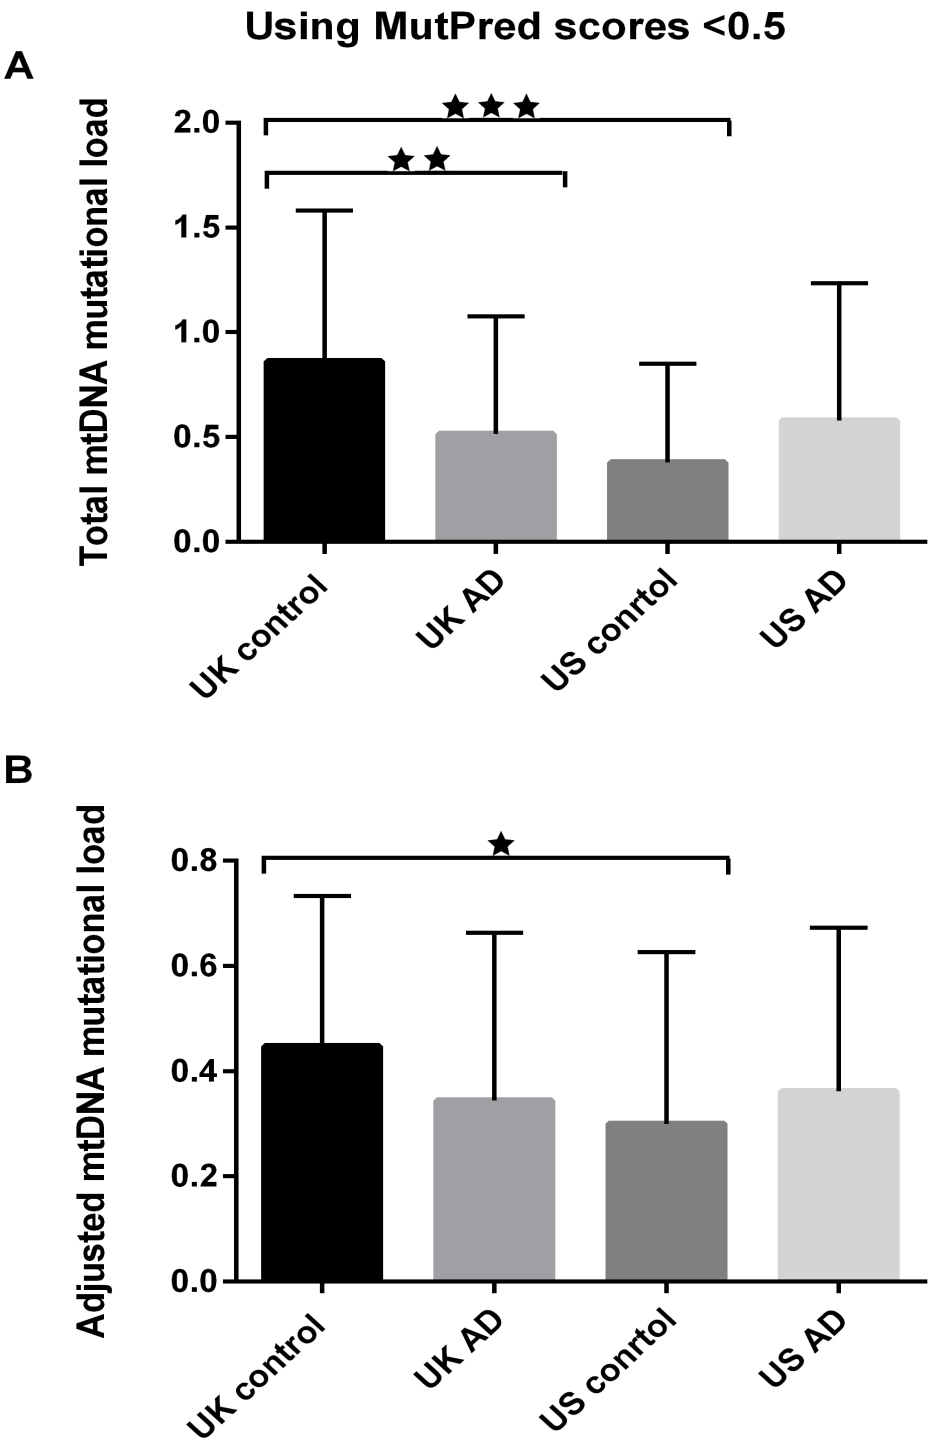 Using MutPred scores <0.5
A
Total mtDNA mutational load
2.0
1.5
1.0
0.5
0.0
UK control
UK AD
US conrtol
US AD
B
Adjusted mtDNA mutational load
0.8
0.6
0.4
0.2
0.0
UK control
UK AD
US conrtol
US AD